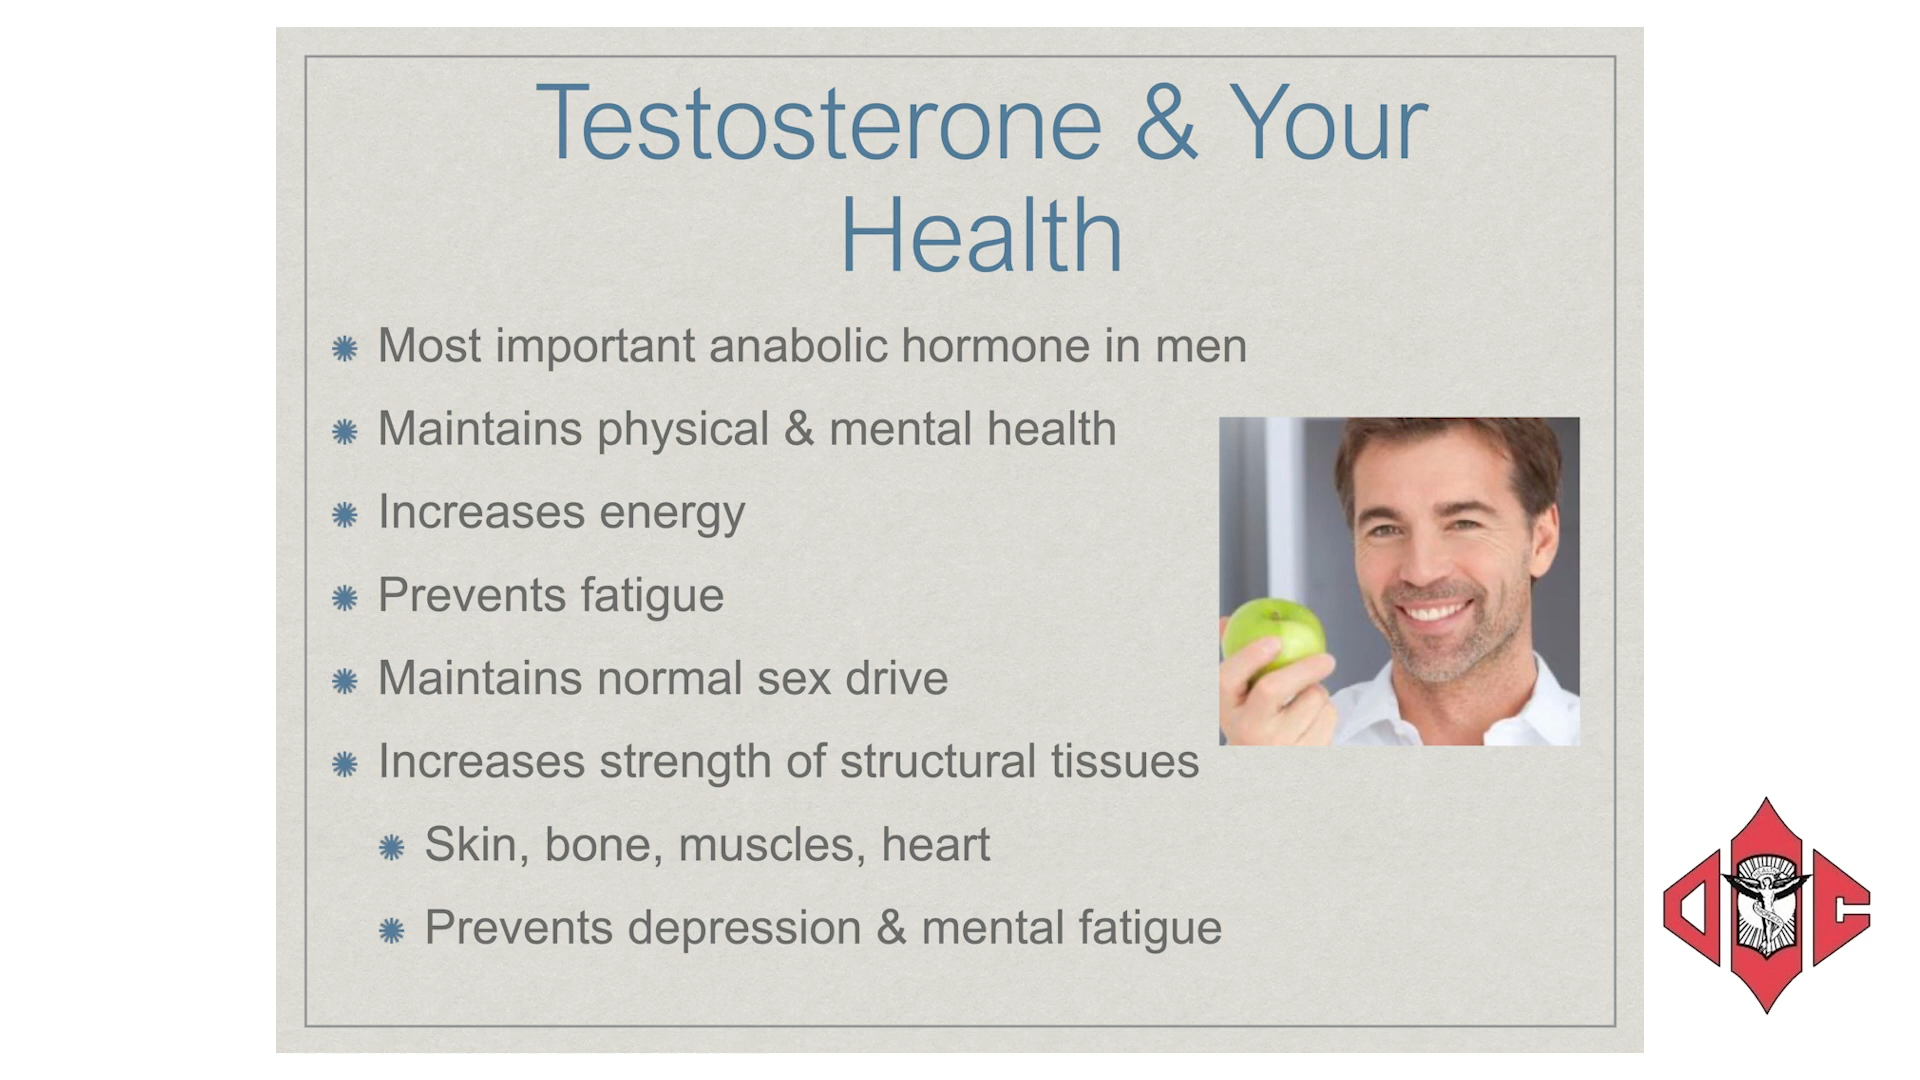 Testosterone & Your
Health
Most important anabolic hormone in men
Maintains physical & mental health
Increases energy
Prevents fatigue
Maintains normal sex drive
Increases strength of structural tissues
Skin, bone, muscles, heart
Prevents depression & mental fatigue